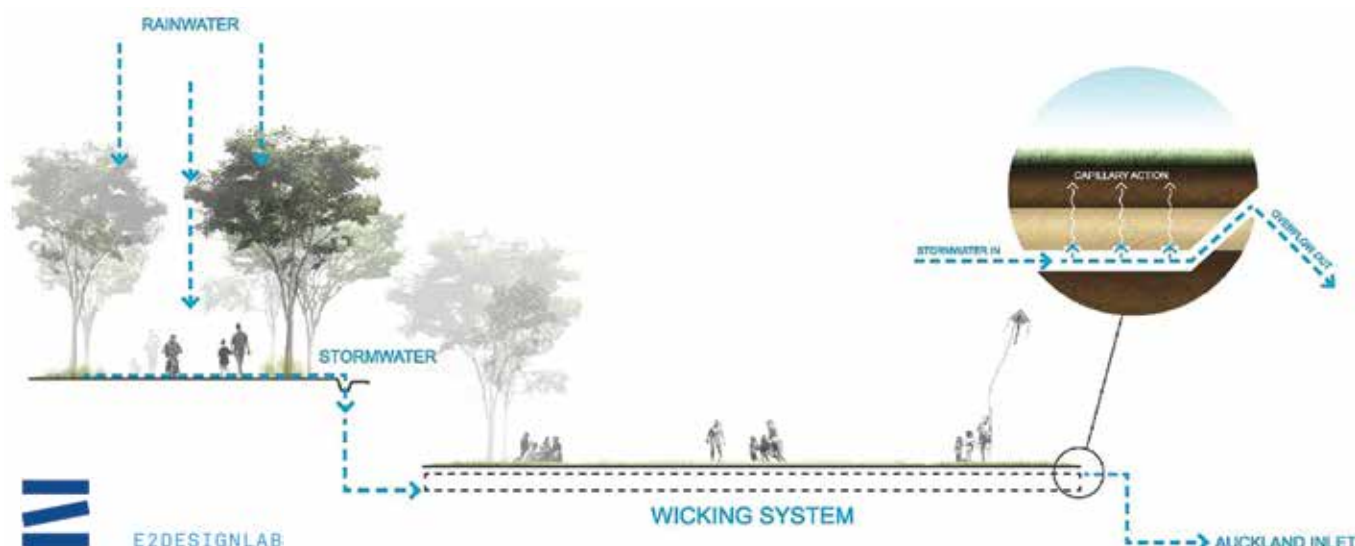 RAINWATER
CAPILLARY ACTION
STORMWATER IN
OVERFLOW OUT
STORMWATER
WICKING SYSTEM
E2DESIGNLAB
AUCKLAND INLET